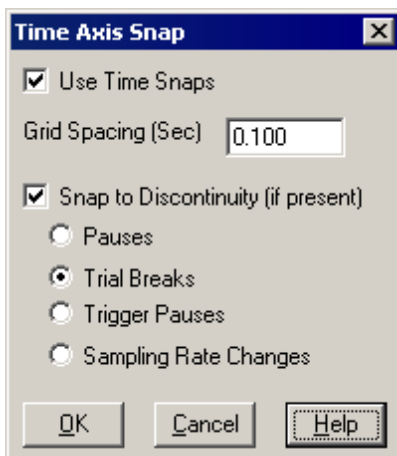 Time Axis Snap
Use Time Snaps
Grid Spacing (Sec) 0.100
Snap to Discontinuity (if present)
Pauses
Trial Breaks
Trigger Pauses
Sampling Rate Changes
OK Cancel Help